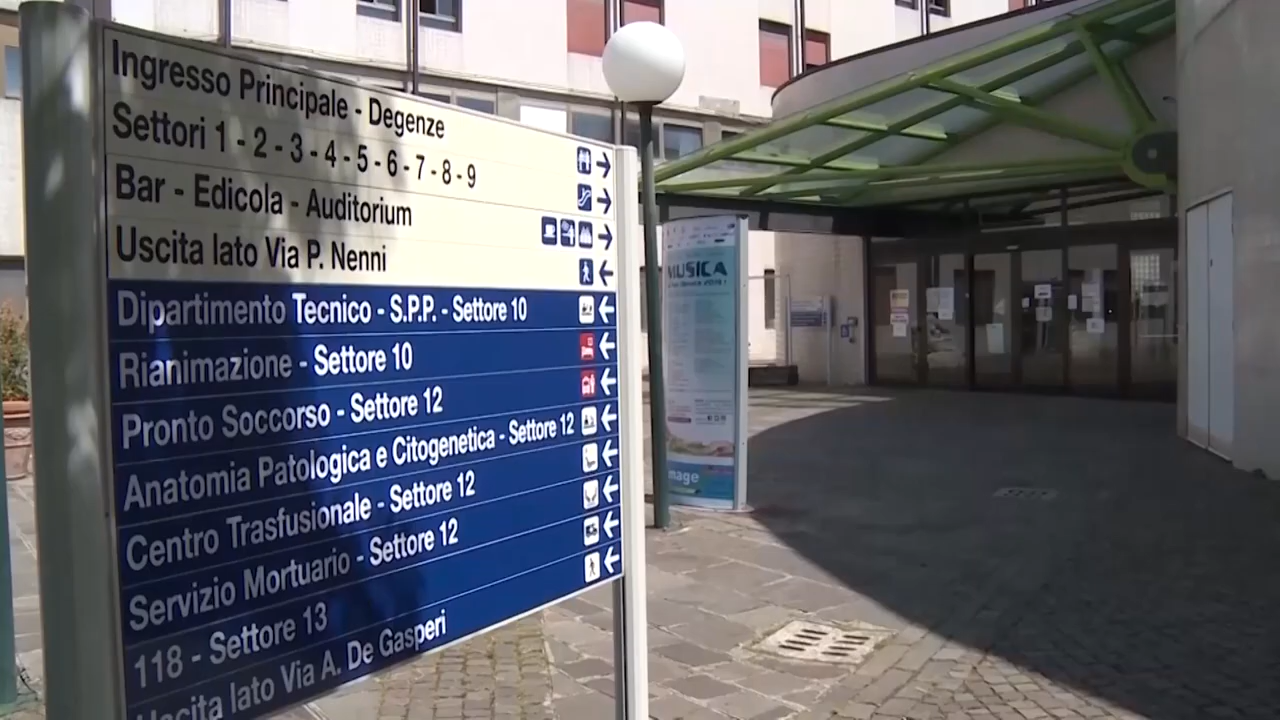 Ingresso Principale - Degenze
Settori 1 - 2 - 3 - 4 - 5 - 6 - 7 - 8 - 9
Bar - Edicola - Auditorium
Uscita lato Via P. Nenni
Dipartimento Tecnico - S.P.P. - Settore 10
Rianimazione - Settore 10
Pronto Soccorso - Settore 12
Anatomia Patologica e Citogenetica - Settore 12
Centro Trasfusionale - Settore 12
Servizio Mortuario - Settore 12
118 - Settore 13
Uscita lato Via A. De Gasperi
MUSICA